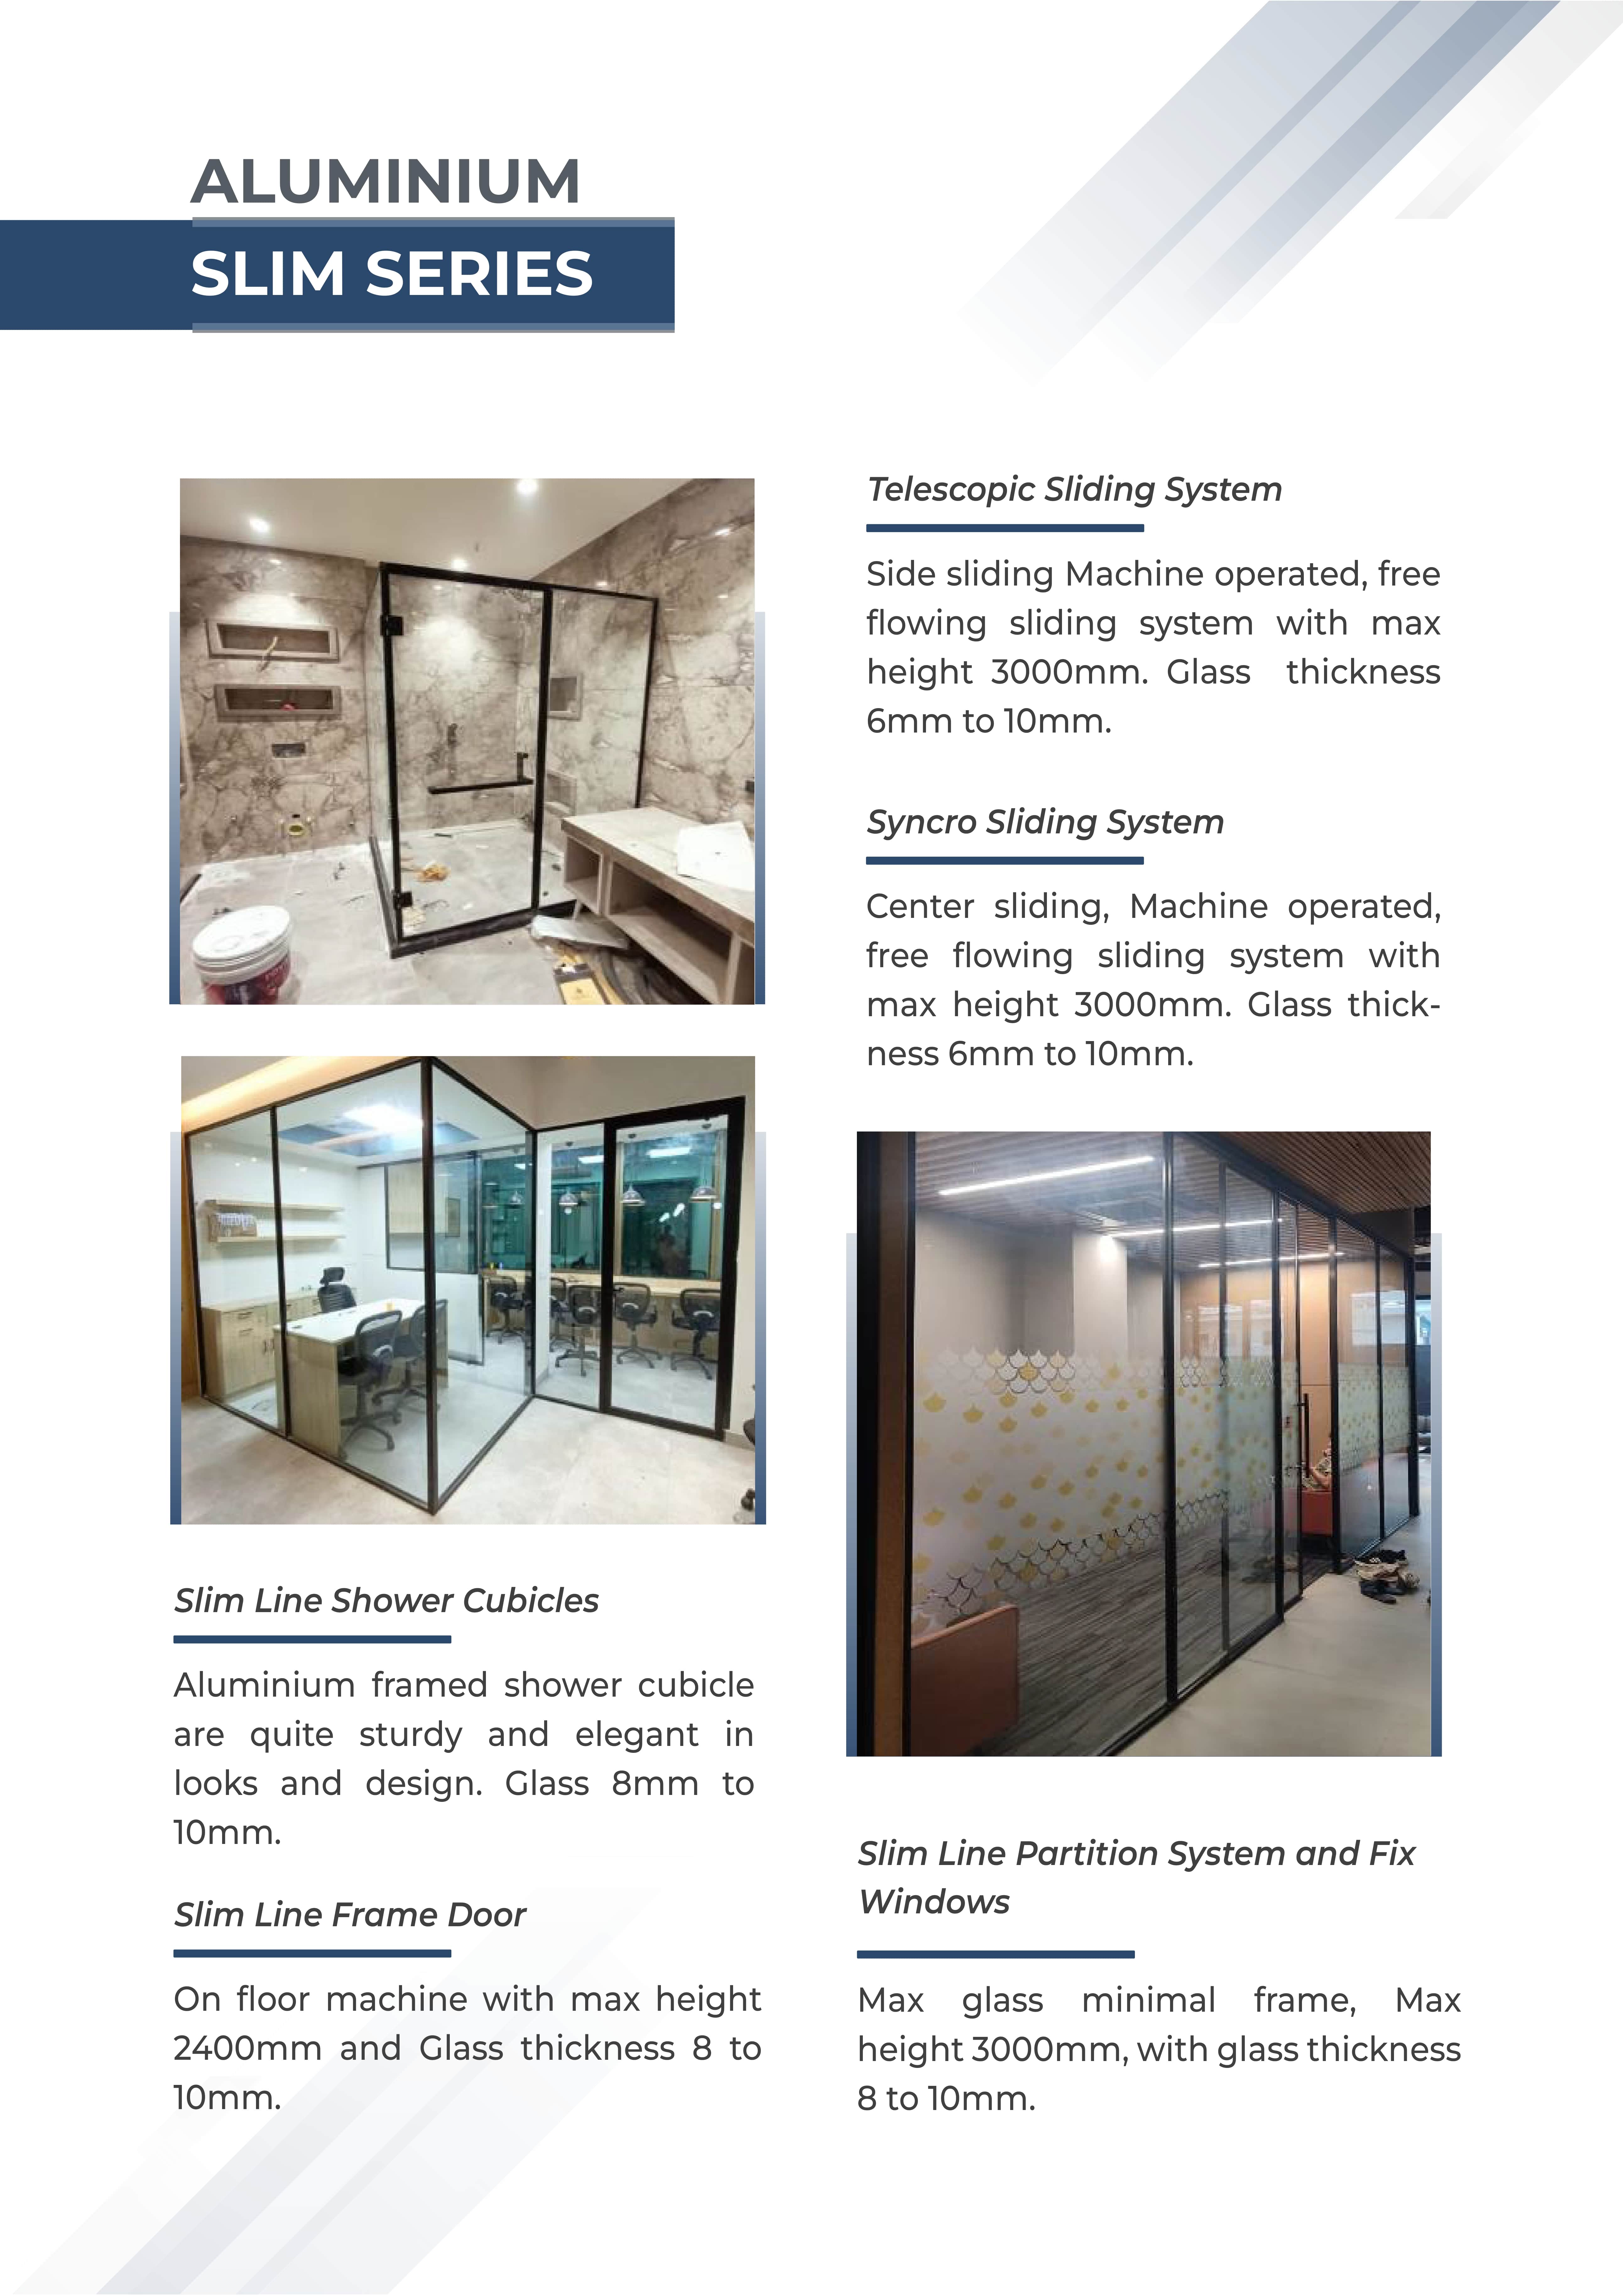 ALUMINIUM
SLIM SERIES
Telescopic Sliding System
Side sliding Machine operated, free
flowing sliding system with max
height 3000mm. Glass thickness
6mm to 10mm.
Syncro Sliding System
Center sliding, Machine operated,
free flowing sliding system with
max height 3000mm. Glass thick-
ness 6mm to 10mm.
Slim Line Shower Cubicles
Aluminium framed shower cubicle
are quite sturdy and elegant in
looks and design. Glass 8mm to
10mm.
Slim Line Frame Door
On floor machine with max height
2400mm and Glass thickness 8 to
10mm.
Slim Line Partition System and Fix
Windows
Max glass minimal frame, Max
height 3000mm, with glass thickness
8 to 10mm.